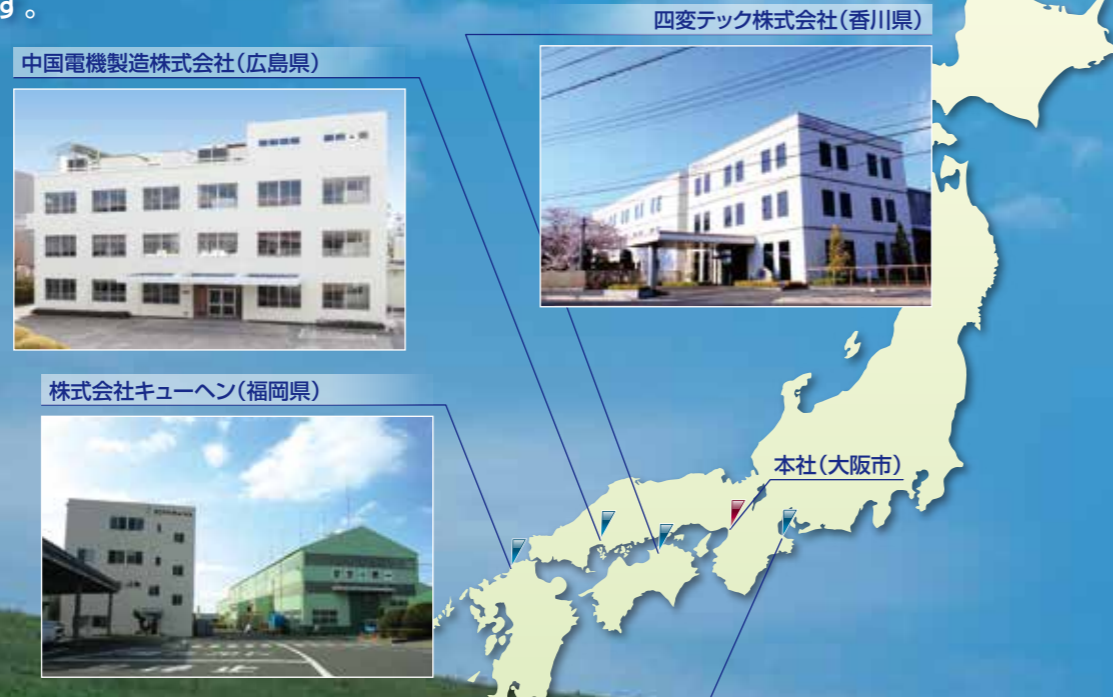 す。
四変テック株式会社(香川県)
中国電機製造株式会社(広島県)
株式会社キューヘン(福岡県)
本社(大阪市)